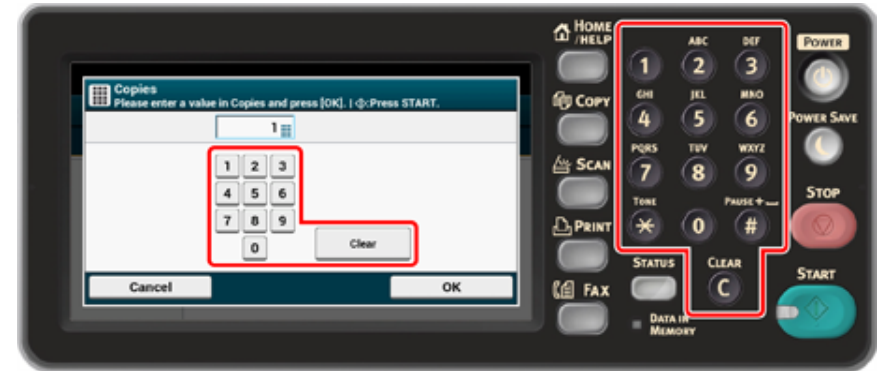 Copies
Please enter a value in Copies and press [OK]. | :Press START.
1
1 2 3
4 5 6
7 8 9
0
Clear
Cancel
OK
HOME
/HELP
COPY
SCAN
PRINT
FAX
ABC DEF
1 2 3
GHI JKL MNO
4 5 6
PQRS TUV WXYZ
7 8 9
TONE PAUSE +
* 0 #
STATUS
CLEAR
C
DATA IN
MEMORY
POWER
POWER SAVE
STOP
START